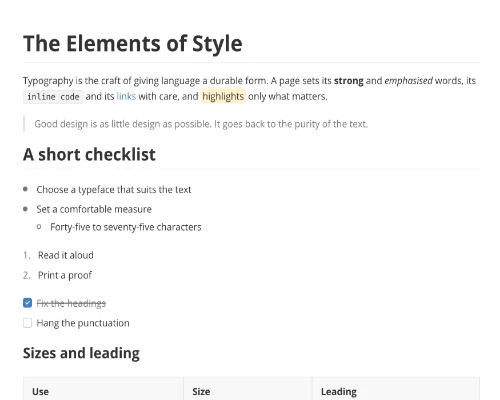 The Elements of Style
Typography is the craft of giving language a durable form. A page sets its strong and emphasised words, its
inline code and its links with care, and highlights only what matters.
Good design is as little design as possible. It goes back to the purity of the text.
A short checklist
Choose a typeface that suits the text
Set a comfortable measure
Forty-five to seventy-five characters
1. Read it aloud
2. Print a proof
Fix the headings
Hang the punctuation
Sizes and leading
Use Size Leading